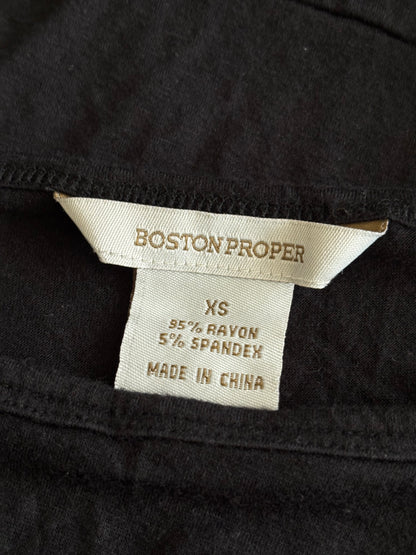 BOSTON PROPER
XS
95% RAYON
5% SPANDEX
MADE IN CHINA